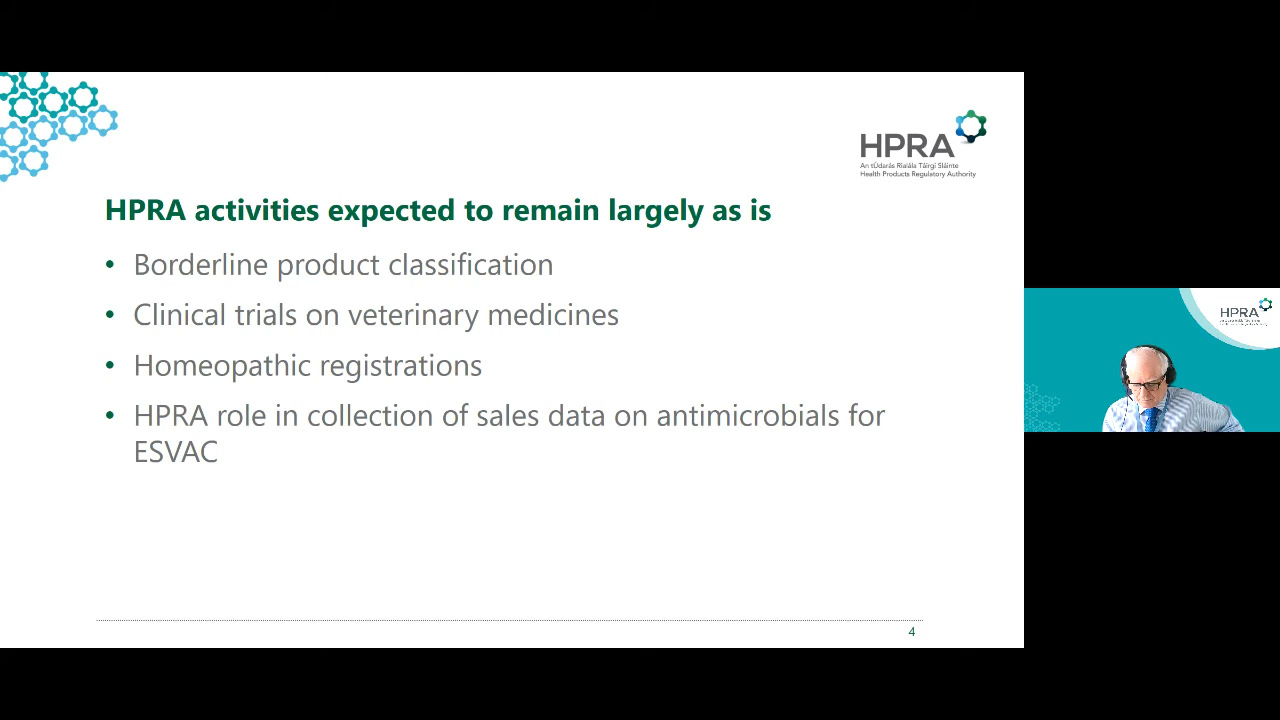 HPRA
An tÚdarás Rialála Táirgí Sláinte
Health Products Regulatory Authority
HPRA activities expected to remain largely as is
• Borderline product classification
• Clinical trials on veterinary medicines
• Homeopathic registrations
• HPRA role in collection of sales data on antimicrobials for
ESVAC
4
HPRA